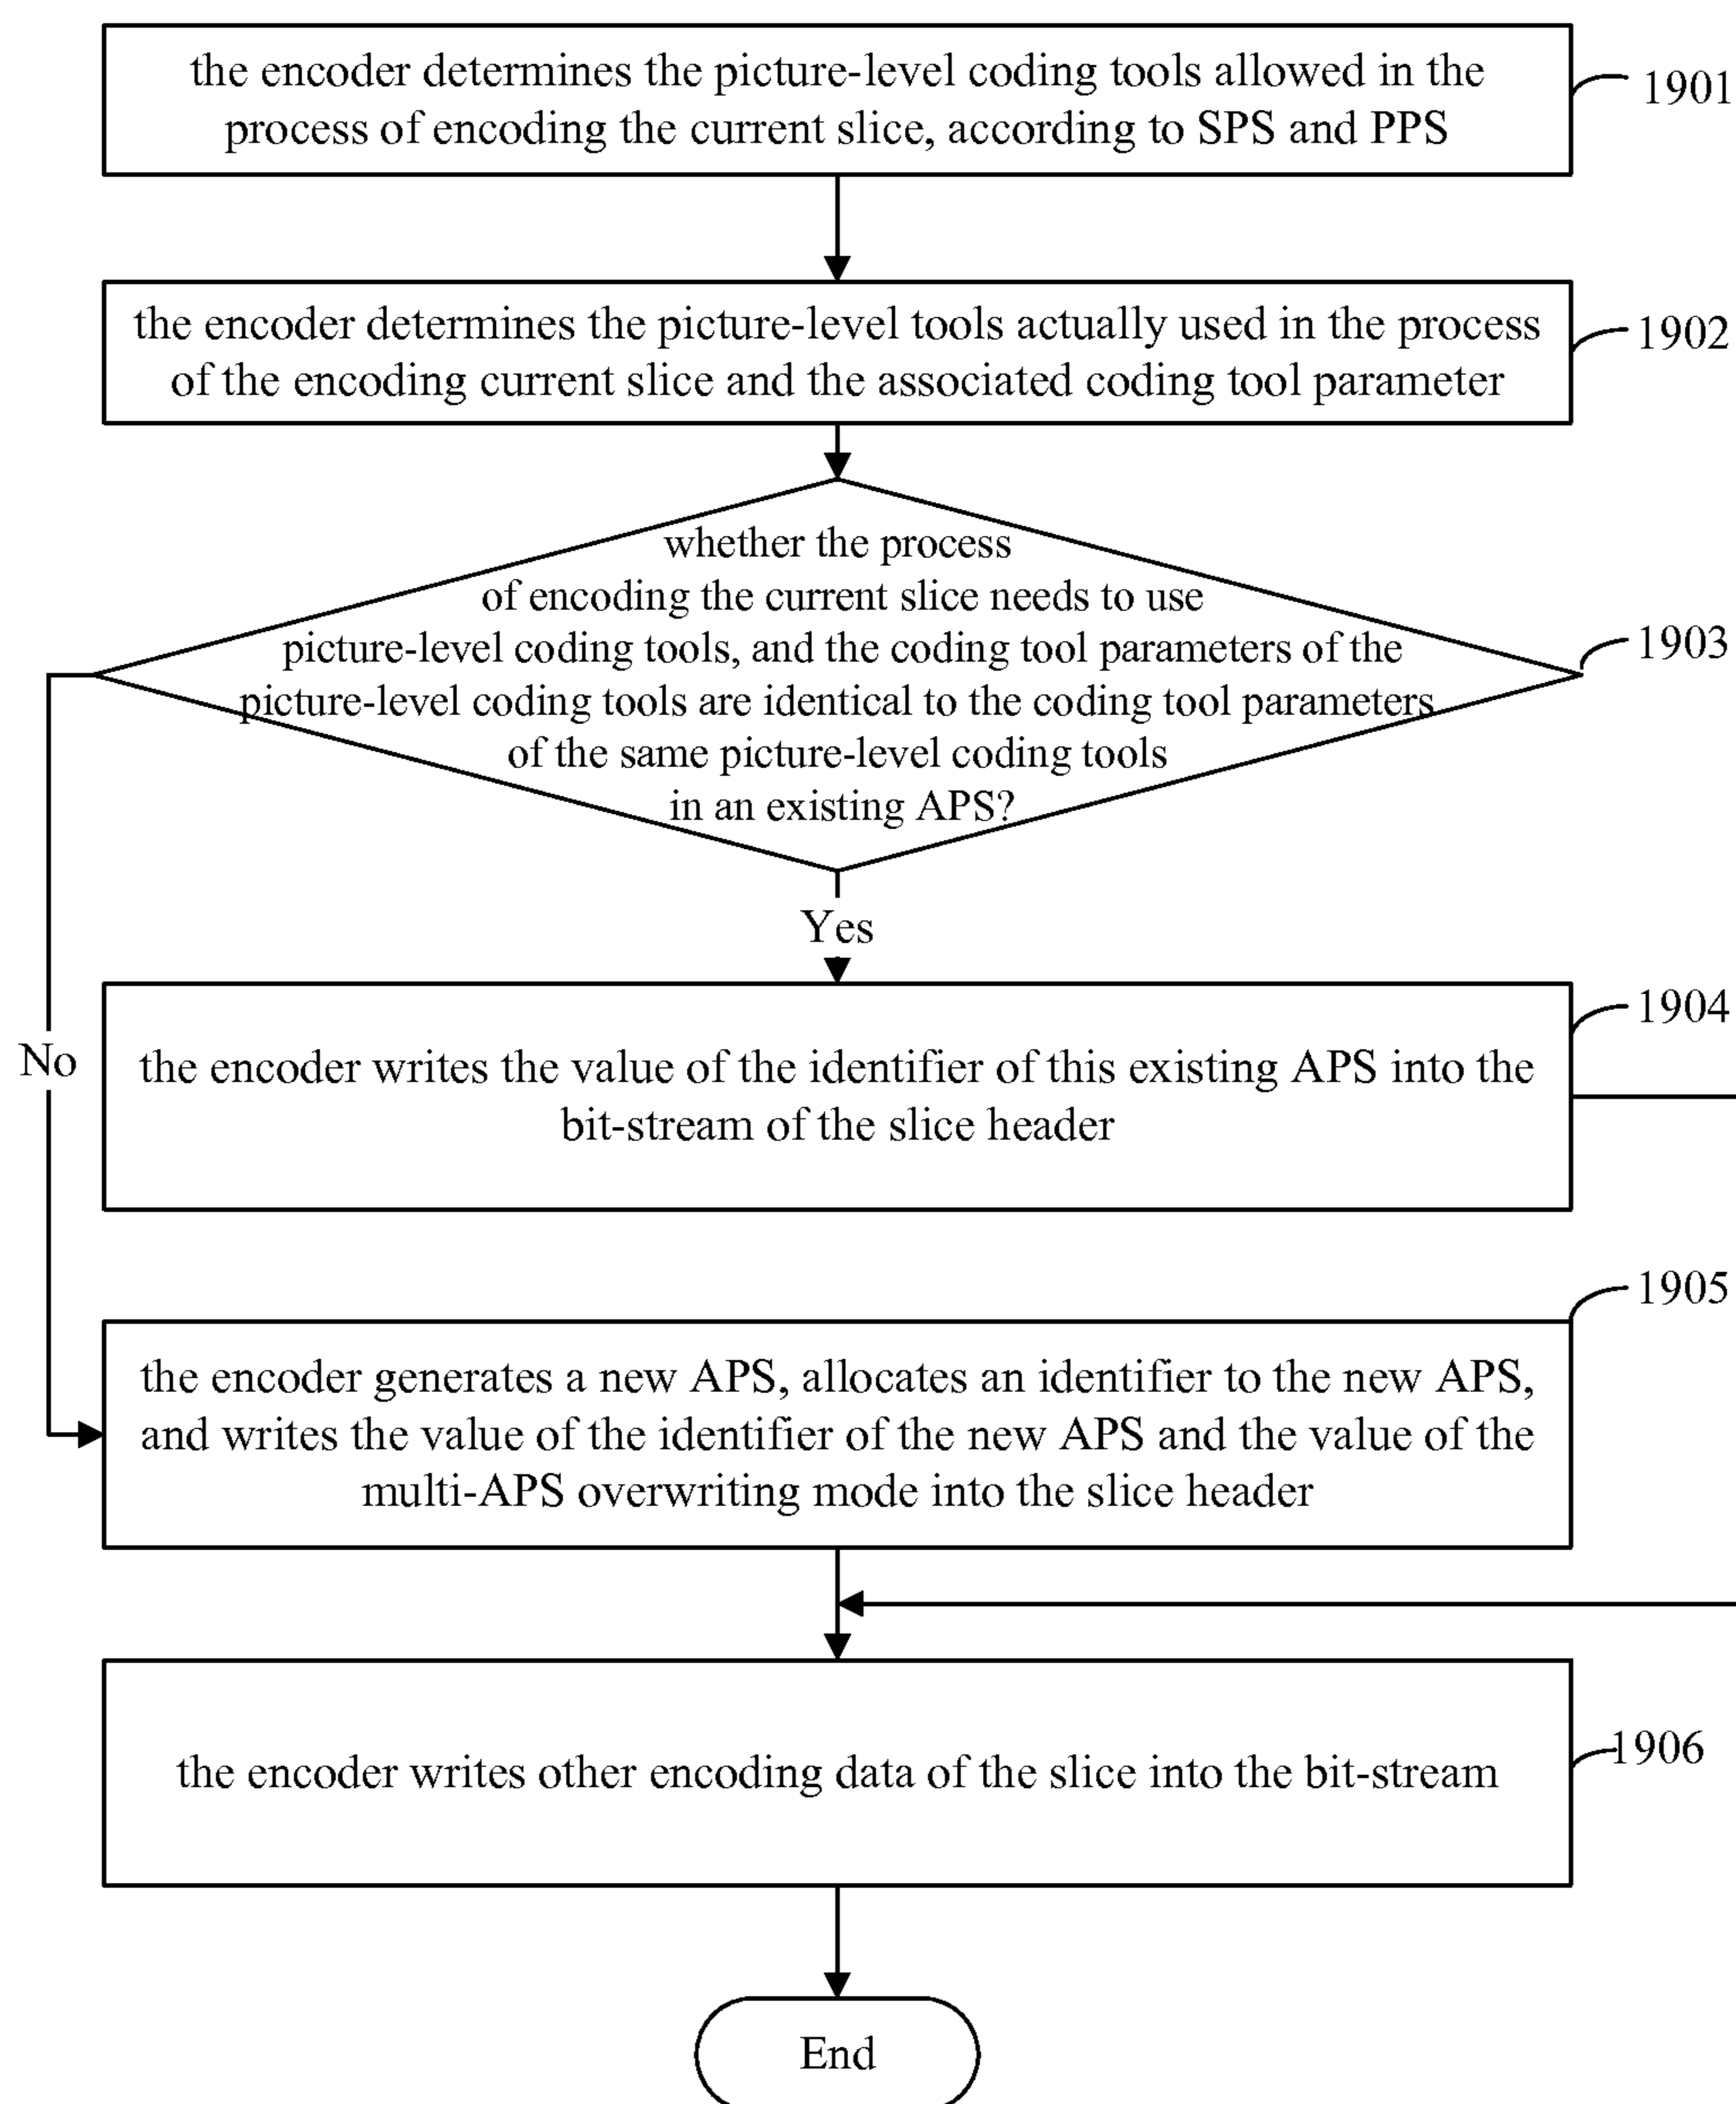 the encoder determines the picture-level coding tools allowed in the
process of encoding the current slice, according to SPS and PPS
1901
the encoder determines the picture-level tools actually used in the process
of the encoding current slice and the associated coding tool parameter
1902
whether the process
of encoding the current slice needs to use
picture-level coding tools, and the coding tool parameters of the
picture-level coding tools are identical to the coding tool parameters
of the same picture-level coding tools
in an existing APS?
1903
Yes
No
the encoder writes the value of the identifier of this existing APS into the
bit-stream of the slice header
1904
the encoder generates a new APS, allocates an identifier to the new APS,
and writes the value of the identifier of the new APS and the value of the
multi-APS overwriting mode into the slice header
1905
the encoder writes other encoding data of the slice into the bit-stream
1906
End